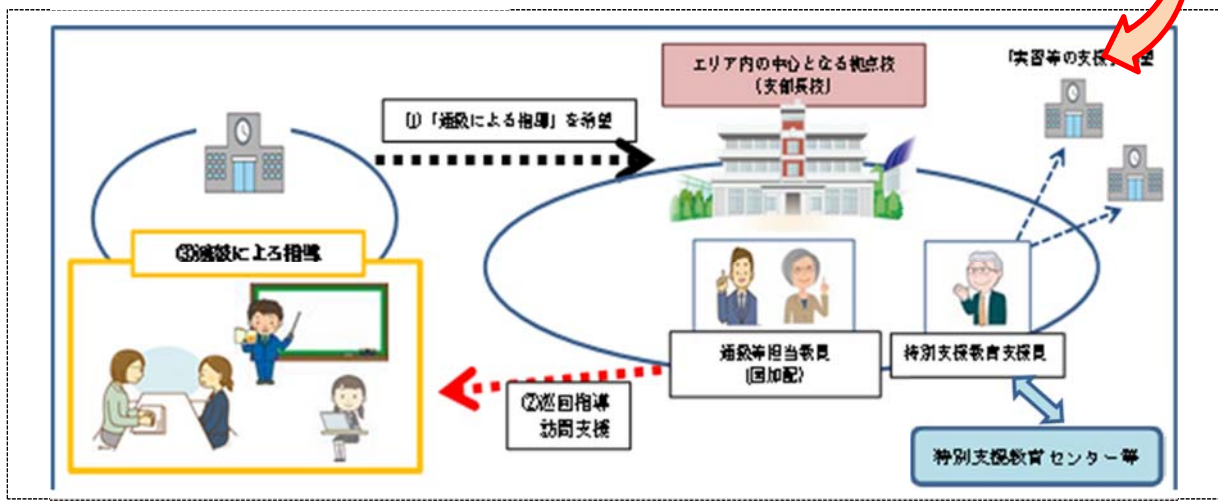 エリア内の中心となる拠点校
(支部長校)
「実習等の支援
(1)「通級による指導」を希望
(3)通級による指導
(2)巡回指導
訪問支援
通級等担当教員
(国加配)
特別支援教育支援員
特別支援教育センター等